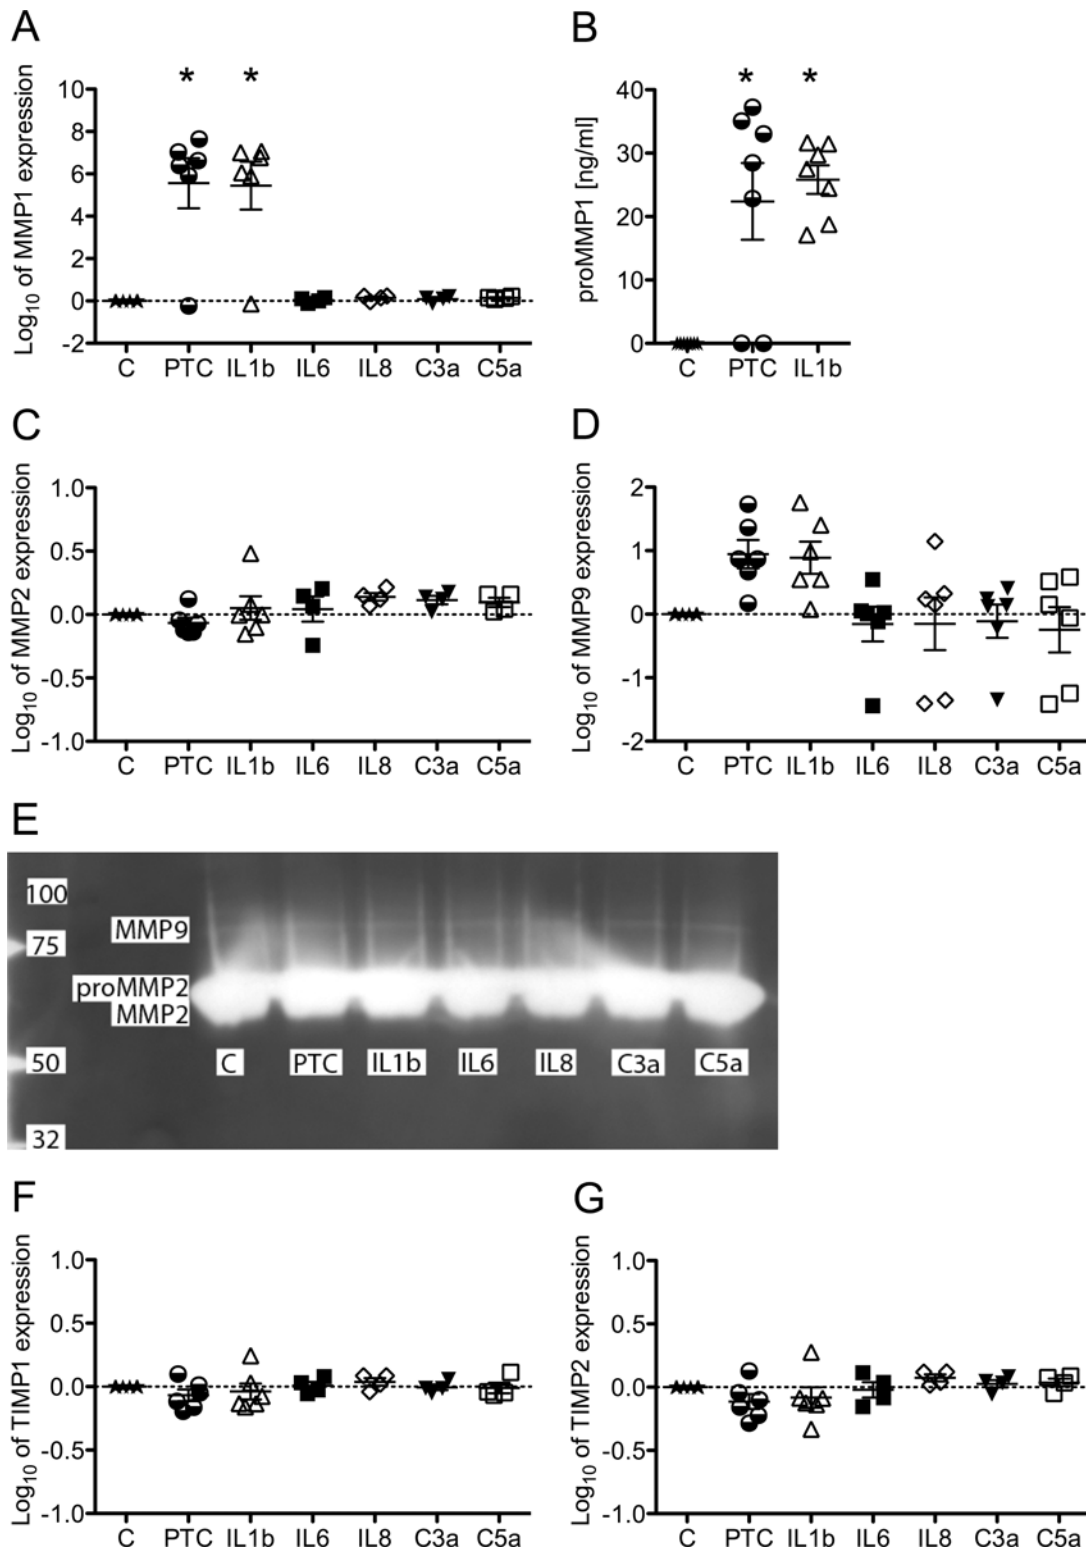 A
Log10 of MMP1 expression
10
8
6
4
2
0
-2
* *
C PTC IL1b IL6 IL8 C3a C5a
B
proMMP1 [ng/ml]
40
30
20
10
0
* *
C PTC IL1b
C
Log10 of MMP2 expression
1.0
0.5
0.0
-0.5
-1.0
C PTC IL1b IL6 IL8 C3a C5a
D
Log10 of MMP9 expression
2
1
0
-1
-2
C PTC IL1b IL6 IL8 C3a C5a
E
100
MMP9
75
proMMP2
MMP2
50
C PTC IL1b IL6 IL8 C3a C5a
32
F
Log10 of TIMP1 expression
1.0
0.5
0.0
-0.5
-1.0
C PTC IL1b IL6 IL8 C3a C5a
G
Log10 of TIMP2 expression
1.0
0.5
0.0
-0.5
-1.0
C PTC IL1b IL6 IL8 C3a C5a